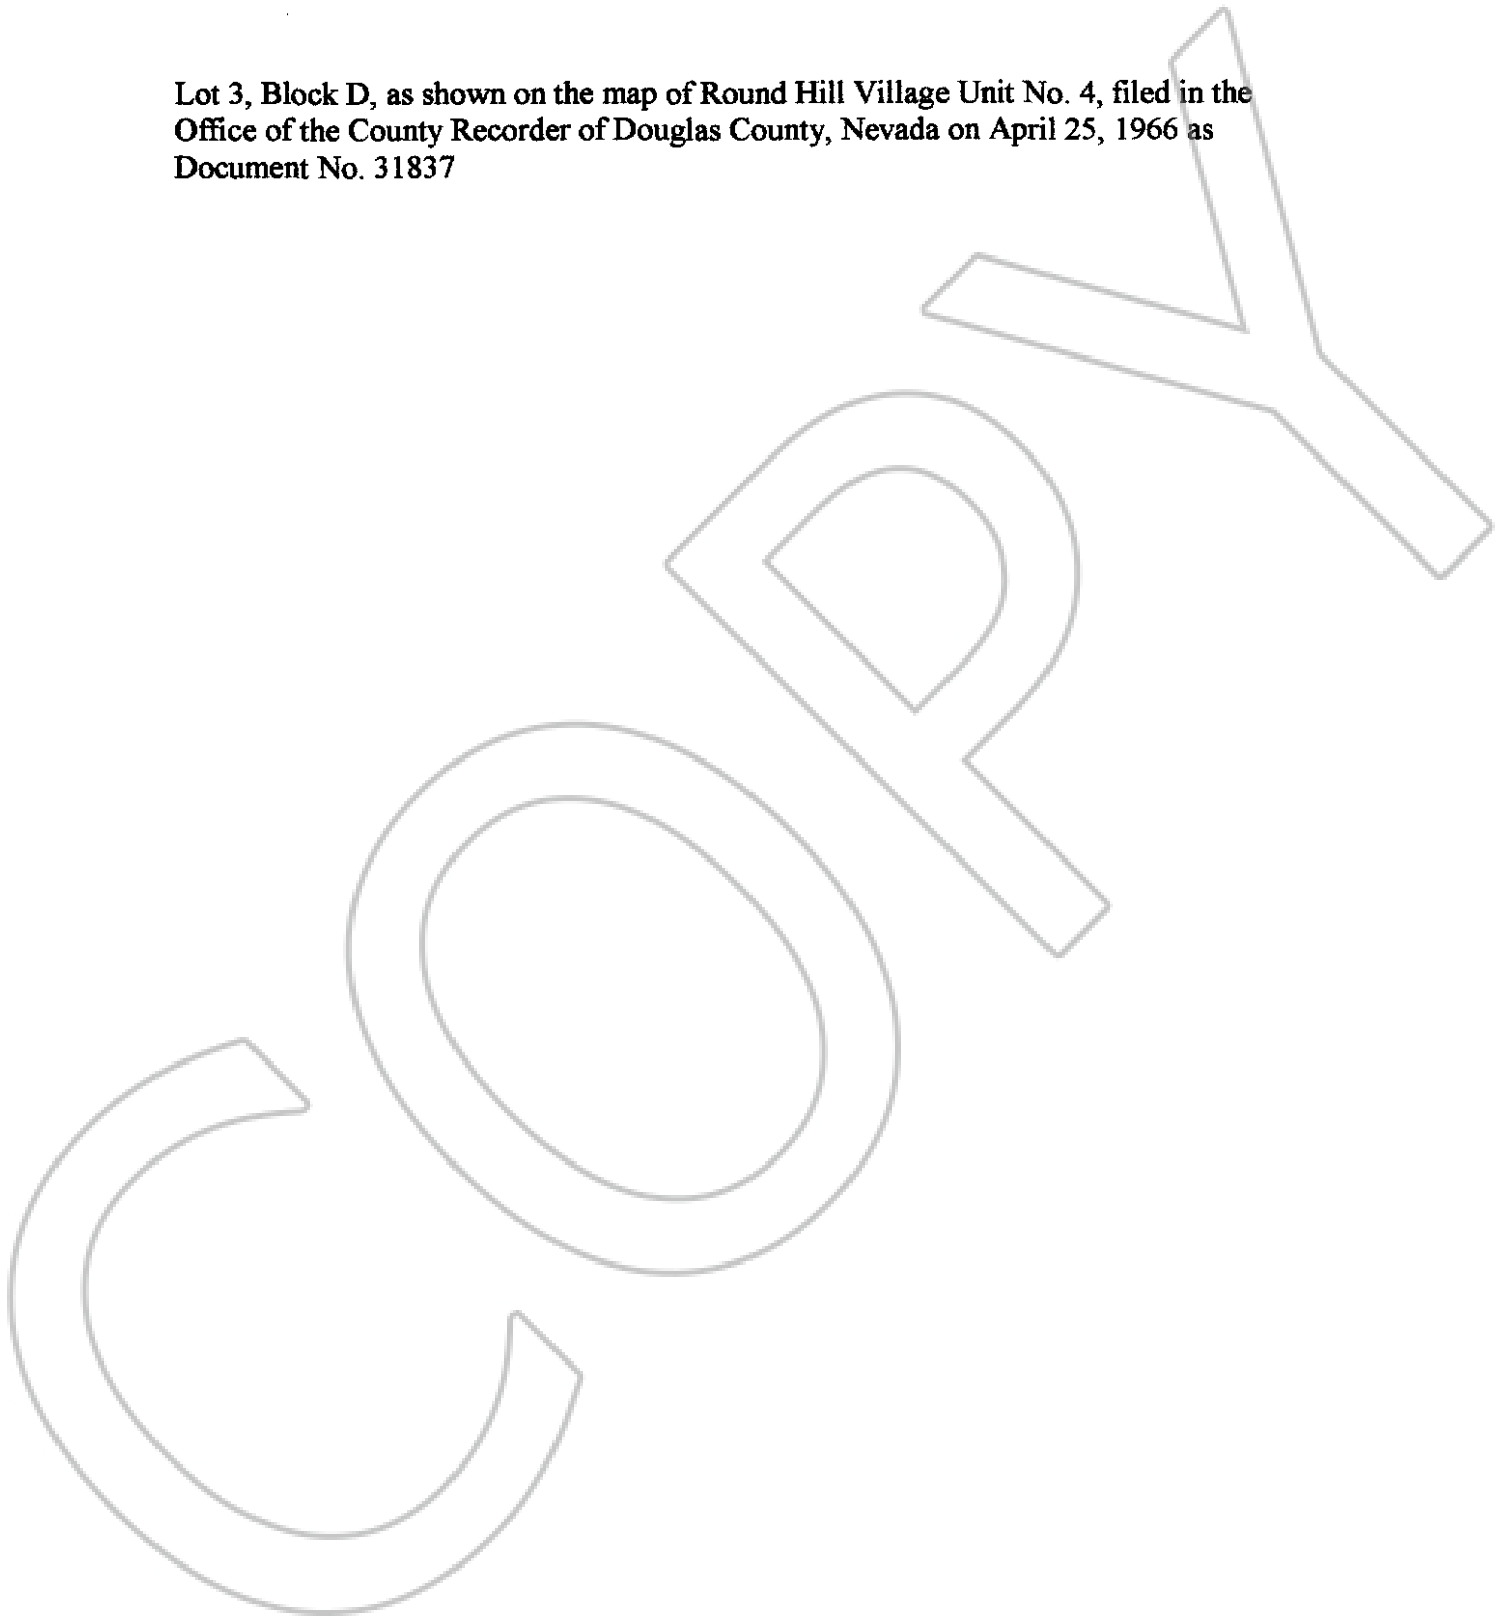 Lot 3, Block D, as shown on the map of Round Hill Village Unit No. 4, filed in the
Office of the County Recorder of Douglas County, Nevada on April 25, 1966 as
Document No. 31837
COPY